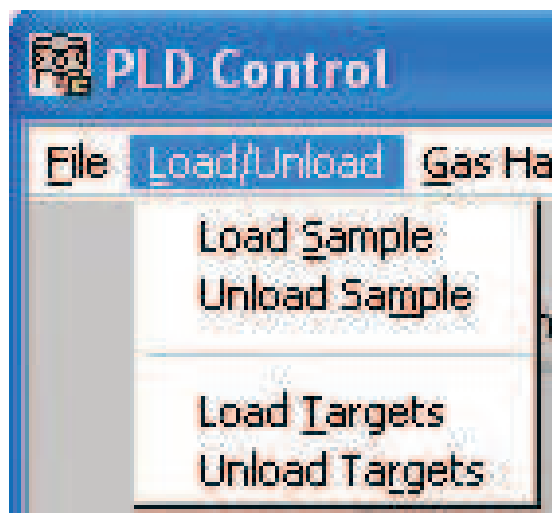 PLD Control
File Load/Unload Gas Ha
Load Sample
Unload Sample
Load Targets
Unload Targets